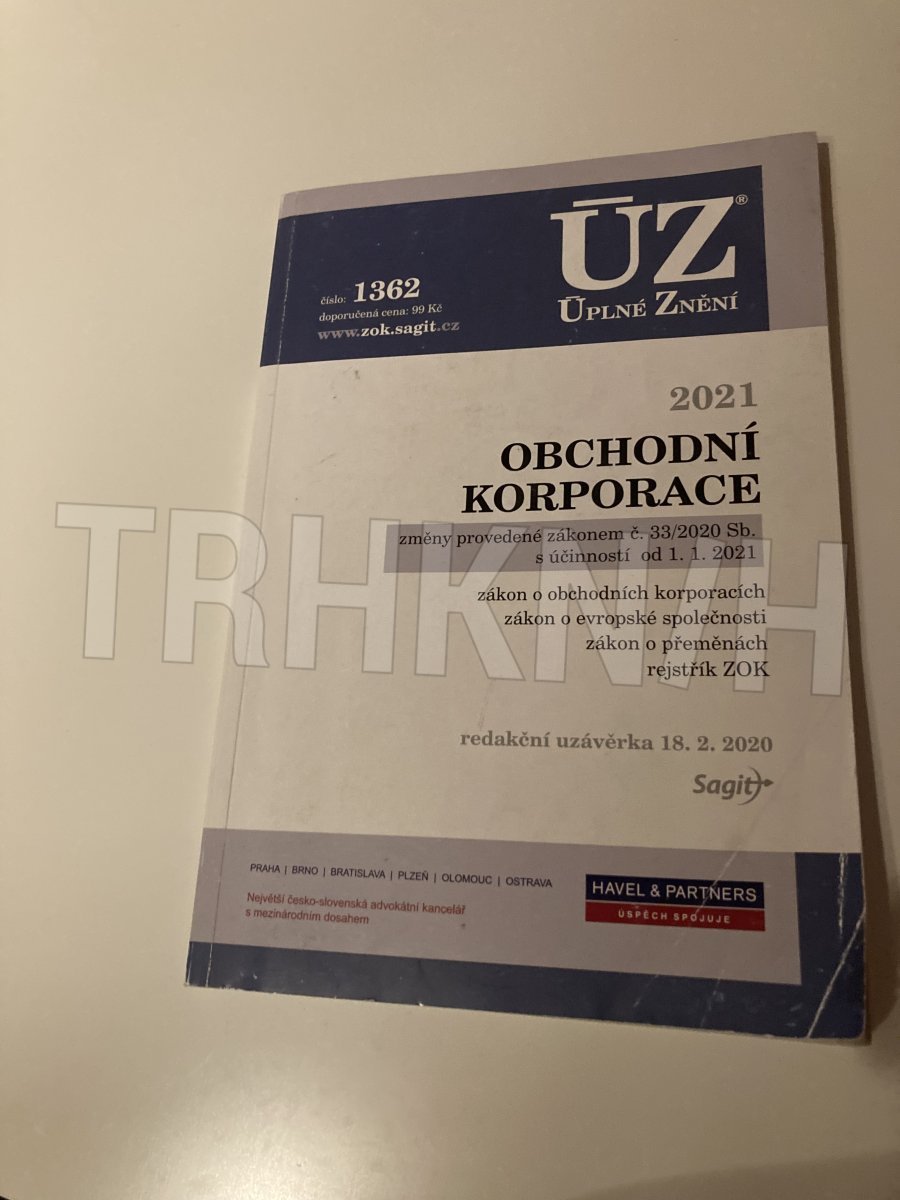 ÚZ®
ÚPLNÉ ZNĚNÍ
číslo: 1362
doporučená cena: 99 Kč
www.zok.sagit.cz
2021
OBCHODNÍ
KORPORACE
změny provedené zákonem č. 33/2020 Sb.
s účinností od 1. 1. 2021
zákon o obchodních korporacích
zákon o evropské společnosti
zákon o přeměnách
rejstřík ZOK
redakční uzávěrka 18. 2. 2020
Sagit
PRAHA | BRNO | BRATISLAVA | PLZEŇ | OLOMOUC | OSTRAVA
Největší česko-slovenská advokátní kancelář
s mezinárodním dosahem
HAVEL & PARTNERS
ÚSPĚCH SPOJUJE
TRHKNIH